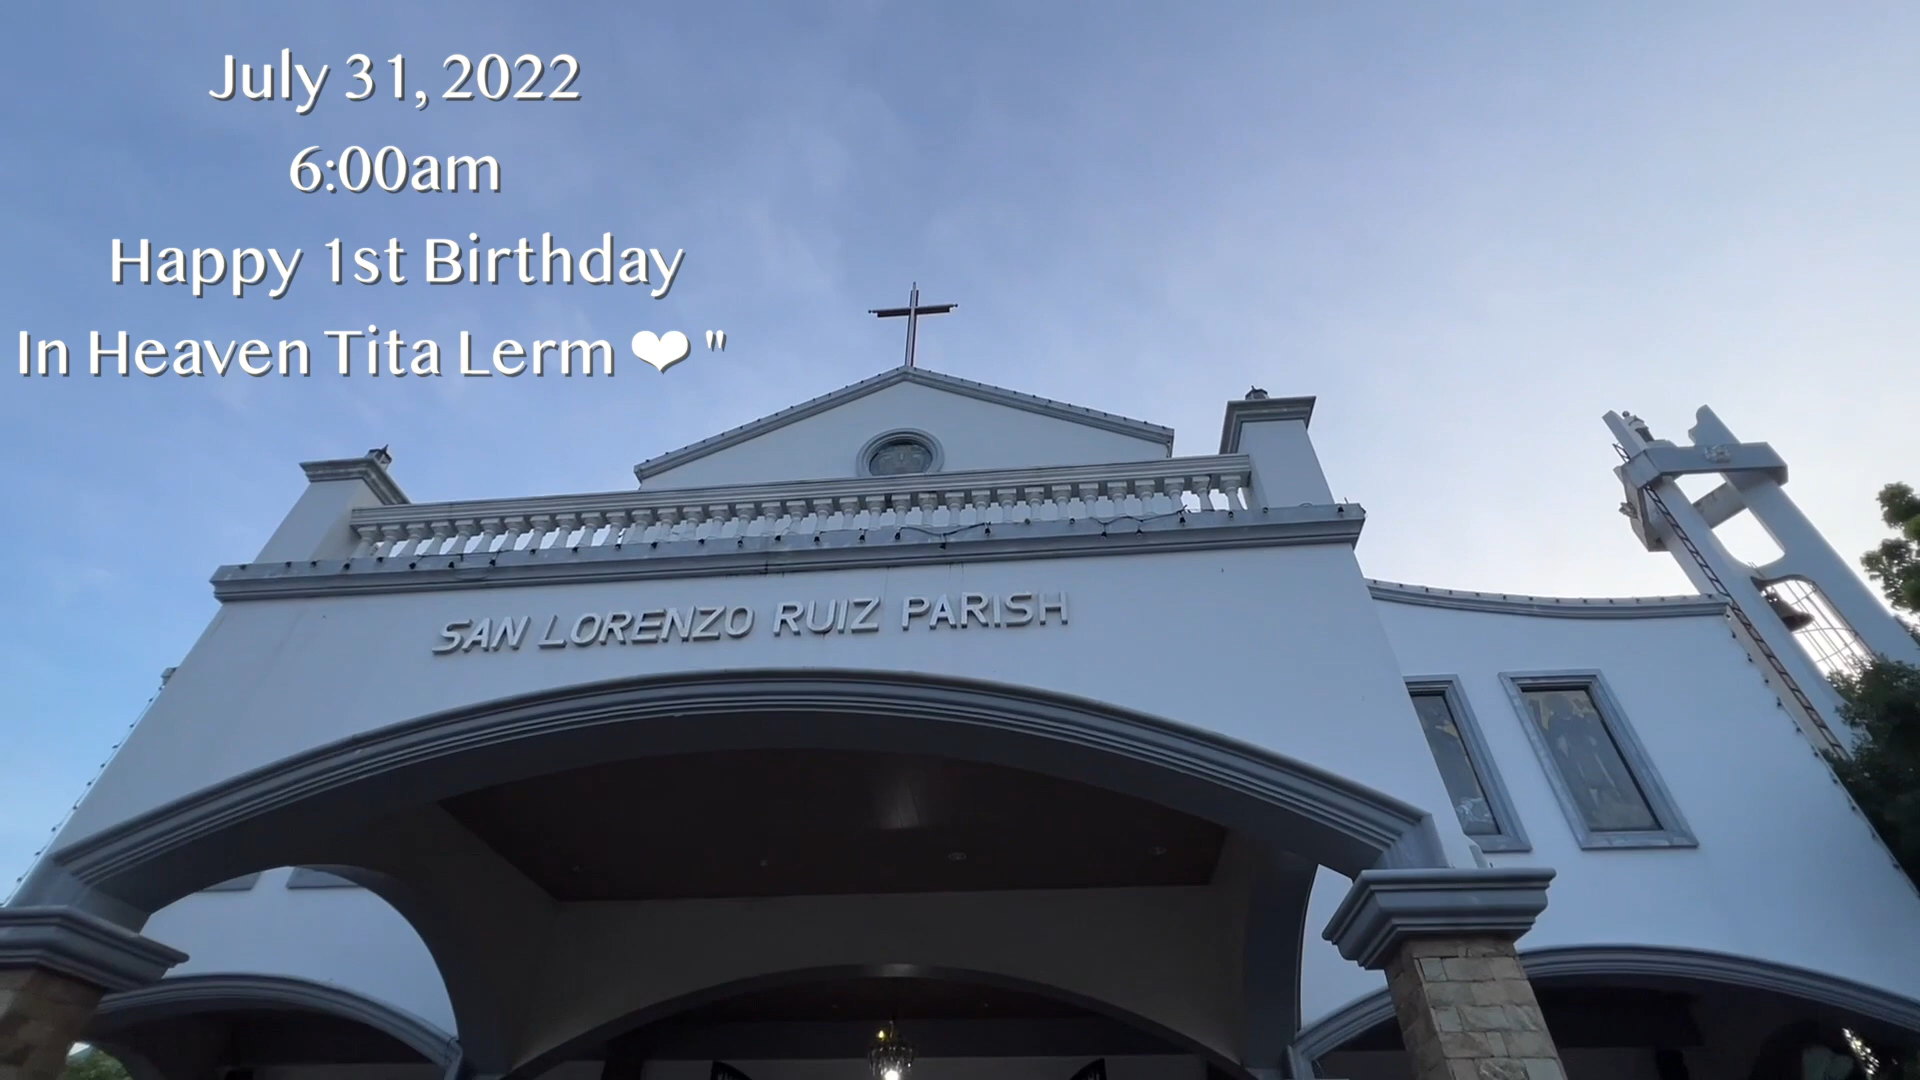 July 31, 2022
6:00am
Happy 1st Birthday
In Heaven Tita Lerm ❤ "
SAN LORENZO RUIZ PARISH